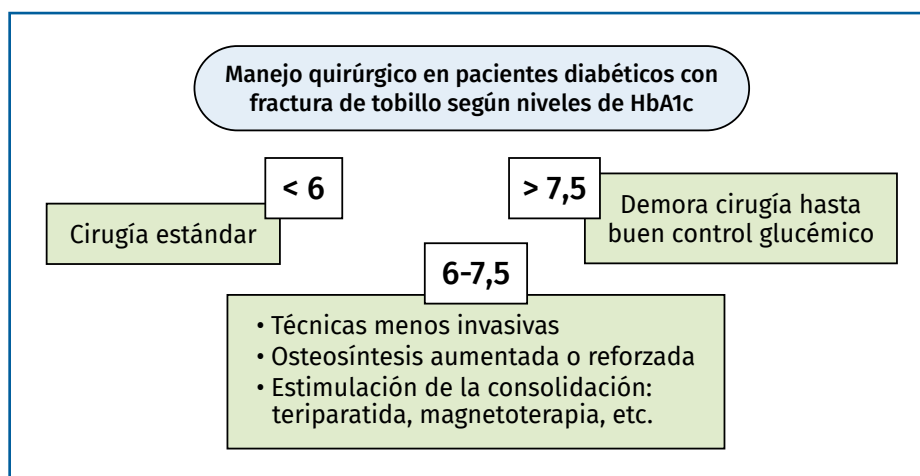 Manejo quirúrgico en pacientes diabéticos con
fractura de tobillo según niveles de HbA1c
< 6
Cirugía estándar
> 7,5
Demora cirugía hasta
buen control glucémico
6-7,5
• Técnicas menos invasivas
• Osteosíntesis aumentada o reforzada
• Estimulación de la consolidación:
teriparatida, magnetoterapia, etc.